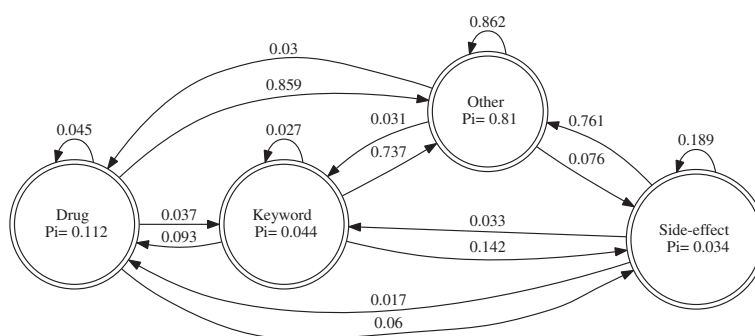 0.862
0.03
0.859
Other
Pi= 0.81
0.045
0.027
0.031
0.737
0.761
0.076
0.189
Drug
Pi= 0.112
0.037
0.093
Keyword
Pi= 0.044
0.033
0.142
Side-effect
Pi= 0.034
0.017
0.06